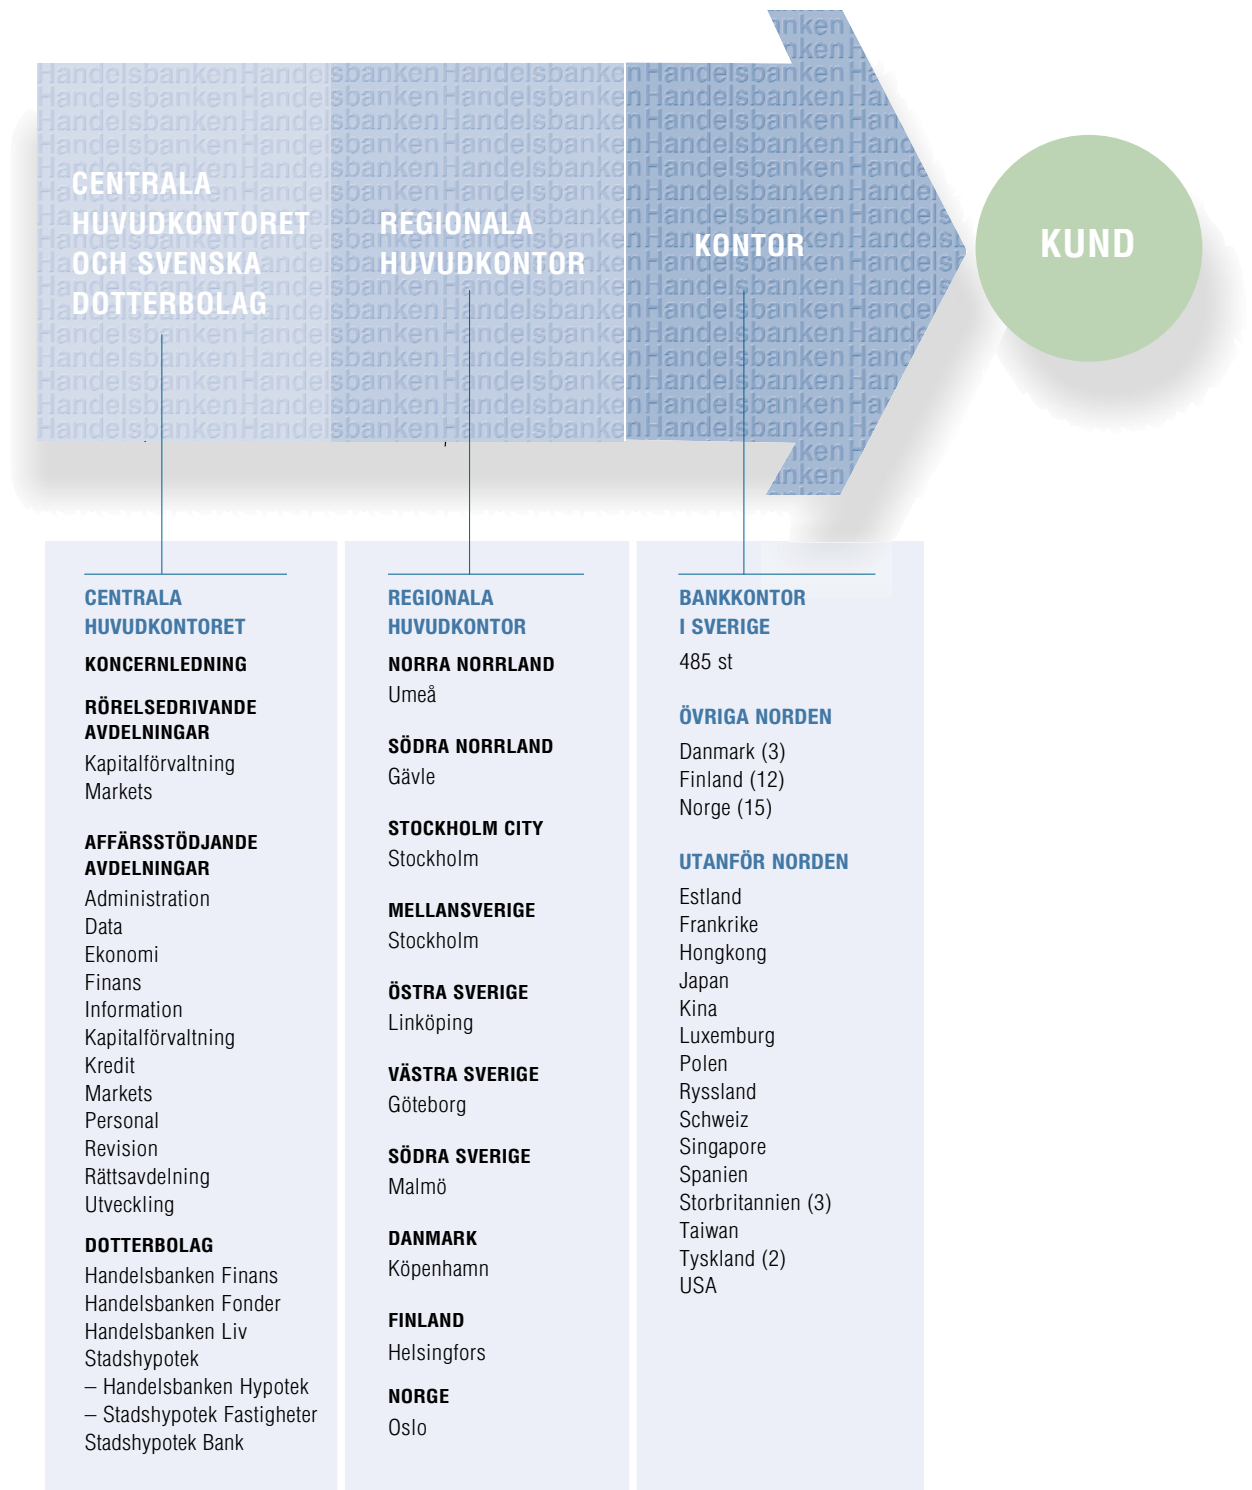 CENTRALA
HUVUDKONTORET
OCH SVENSKA
DOTTERBOLAG
REGIONALA
HUVUDKONTOR
KONTOR
KUND
CENTRALA
HUVUDKONTORET
KONCERNLEDNING
RÖRELSEDRIVANDE
AVDELNINGAR
Kapitalförvaltning
Markets
AFFÄRSSTÖDJANDE
AVDELNINGAR
Administration
Data
Ekonomi
Finans
Information
Kapitalförvaltning
Kredit
Markets
Personal
Revision
Rättsavdelning
Utveckling
DOTTERBOLAG
Handelsbanken Finans
Handelsbanken Fonder
Handelsbanken Liv
Stadshypotek
– Handelsbanken Hypotek
– Stadshypotek Fastigheter
Stadshypotek Bank
REGIONALA
HUVUDKONTOR
NORRA NORRLAND
Umeå
SÖDRA NORRLAND
Gävle
STOCKHOLM CITY
Stockholm
MELLANSVERIGE
Stockholm
ÖSTRA SVERIGE
Linköping
VÄSTRA SVERIGE
Göteborg
SÖDRA SVERIGE
Malmö
DANMARK
Köpenhamn
FINLAND
Helsingfors
NORGE
Oslo
BANKKONTOR
I SVERIGE
485 st
ÖVRIGA NORDEN
Danmark (3)
Finland (12)
Norge (15)
UTANFÖR NORDEN
Estland
Frankrike
Hongkong
Japan
Kina
Luxemburg
Polen
Ryssland
Schweiz
Singapore
Spanien
Storbritannien (3)
Taiwan
Tyskland (2)
USA